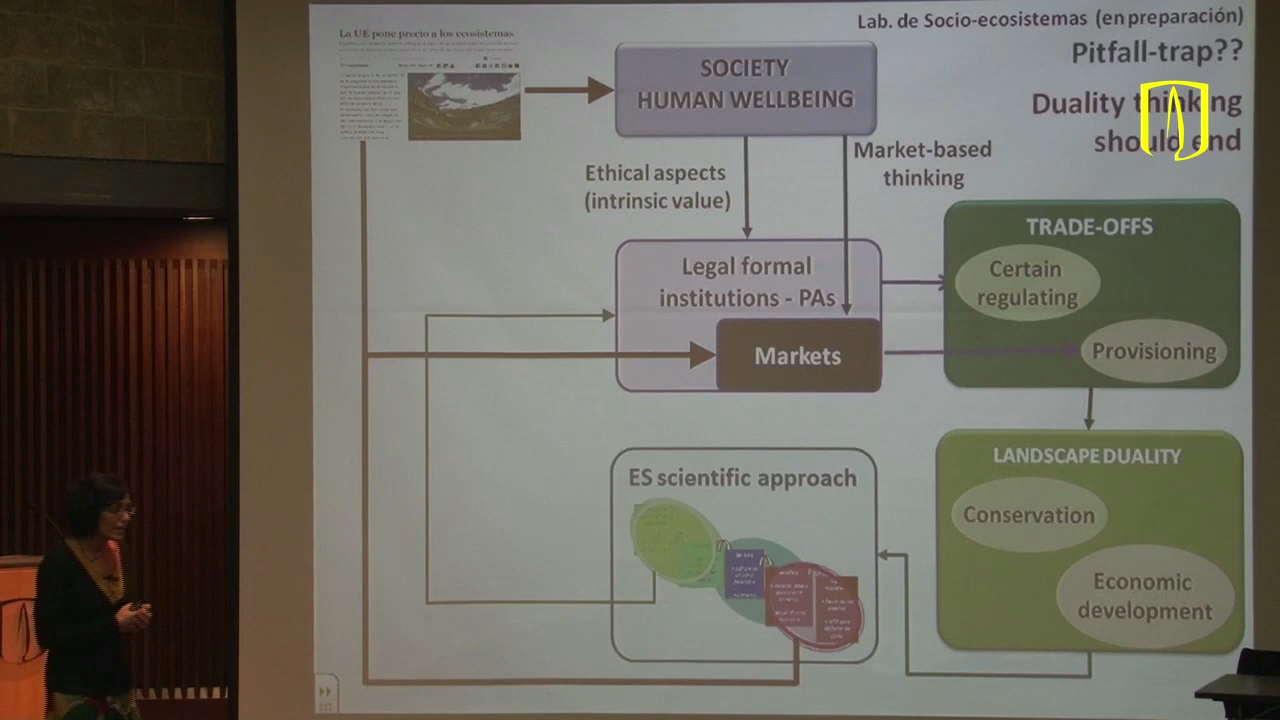 La UE pone precio a los ecosistemas
Lab. de Socio-ecosistemas (en preparación)
Pitfall-trap??
Duality thinking
should end
SOCIETY
HUMAN WELLBEING
Ethical aspects
(intrinsic value)
Market-based
thinking
Legal formal
institutions - PAs
Markets
TRADE-OFFS
Certain
regulating
Provisioning
LANDSCAPE DUALITY
Conservation
Economic
development
ES scientific approach